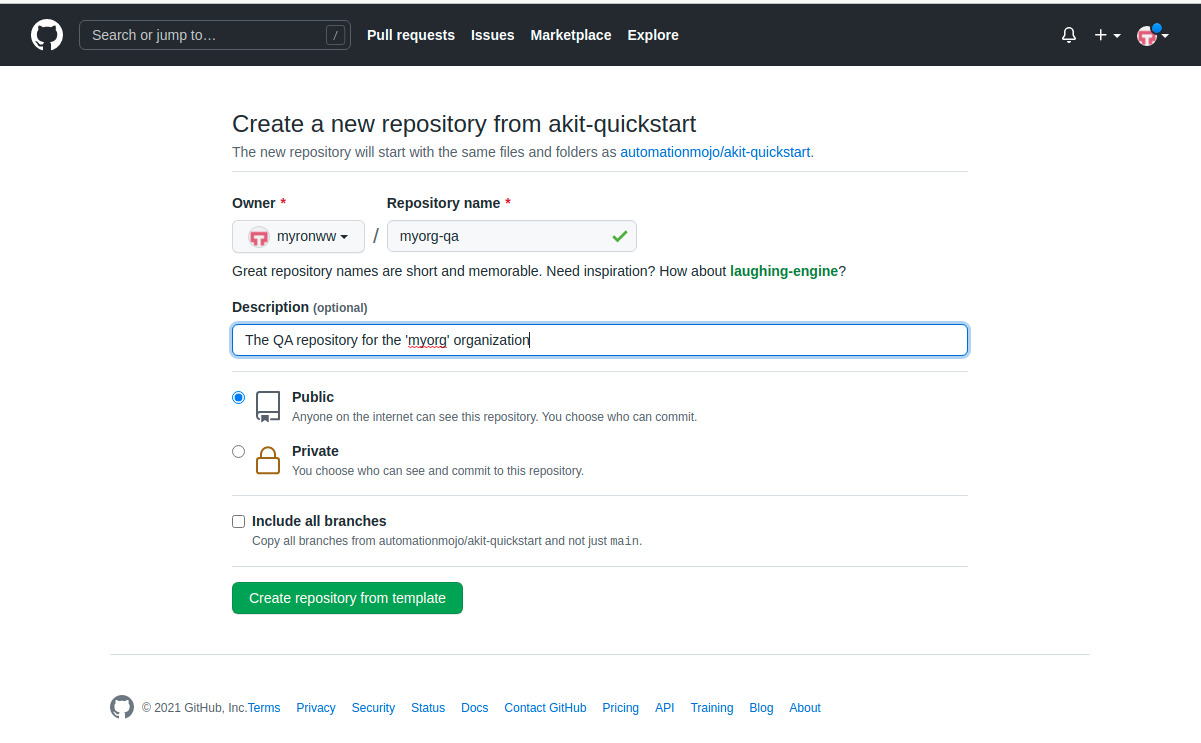 Search or jump to… / Pull requests Issues Marketplace Explore
Create a new repository from akit-quickstart
The new repository will start with the same files and folders as automationmojo/akit-quickstart.
Owner * Repository name *
myronww / myorg-qa
Great repository names are short and memorable. Need inspiration? How about laughing-engine?
Description (optional)
The QA repository for the 'myorg' organization
Public
Anyone on the internet can see this repository. You choose who can commit.
Private
You choose who can see and commit to this repository.
Include all branches
Copy all branches from automationmojo/akit-quickstart and not just main.
Create repository from template
© 2021 GitHub, Inc.Terms Privacy Security Status Docs Contact GitHub Pricing API Training Blog About